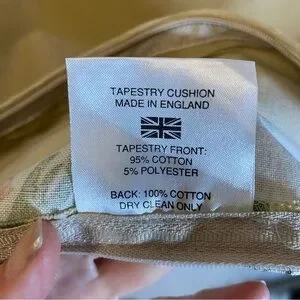 TAPESTRY CUSHION
MADE IN ENGLAND
TAPESTRY FRONT:
95% COTTON
5% POLYESTER
BACK: 100% COTTON
DRY CLEAN ONLY